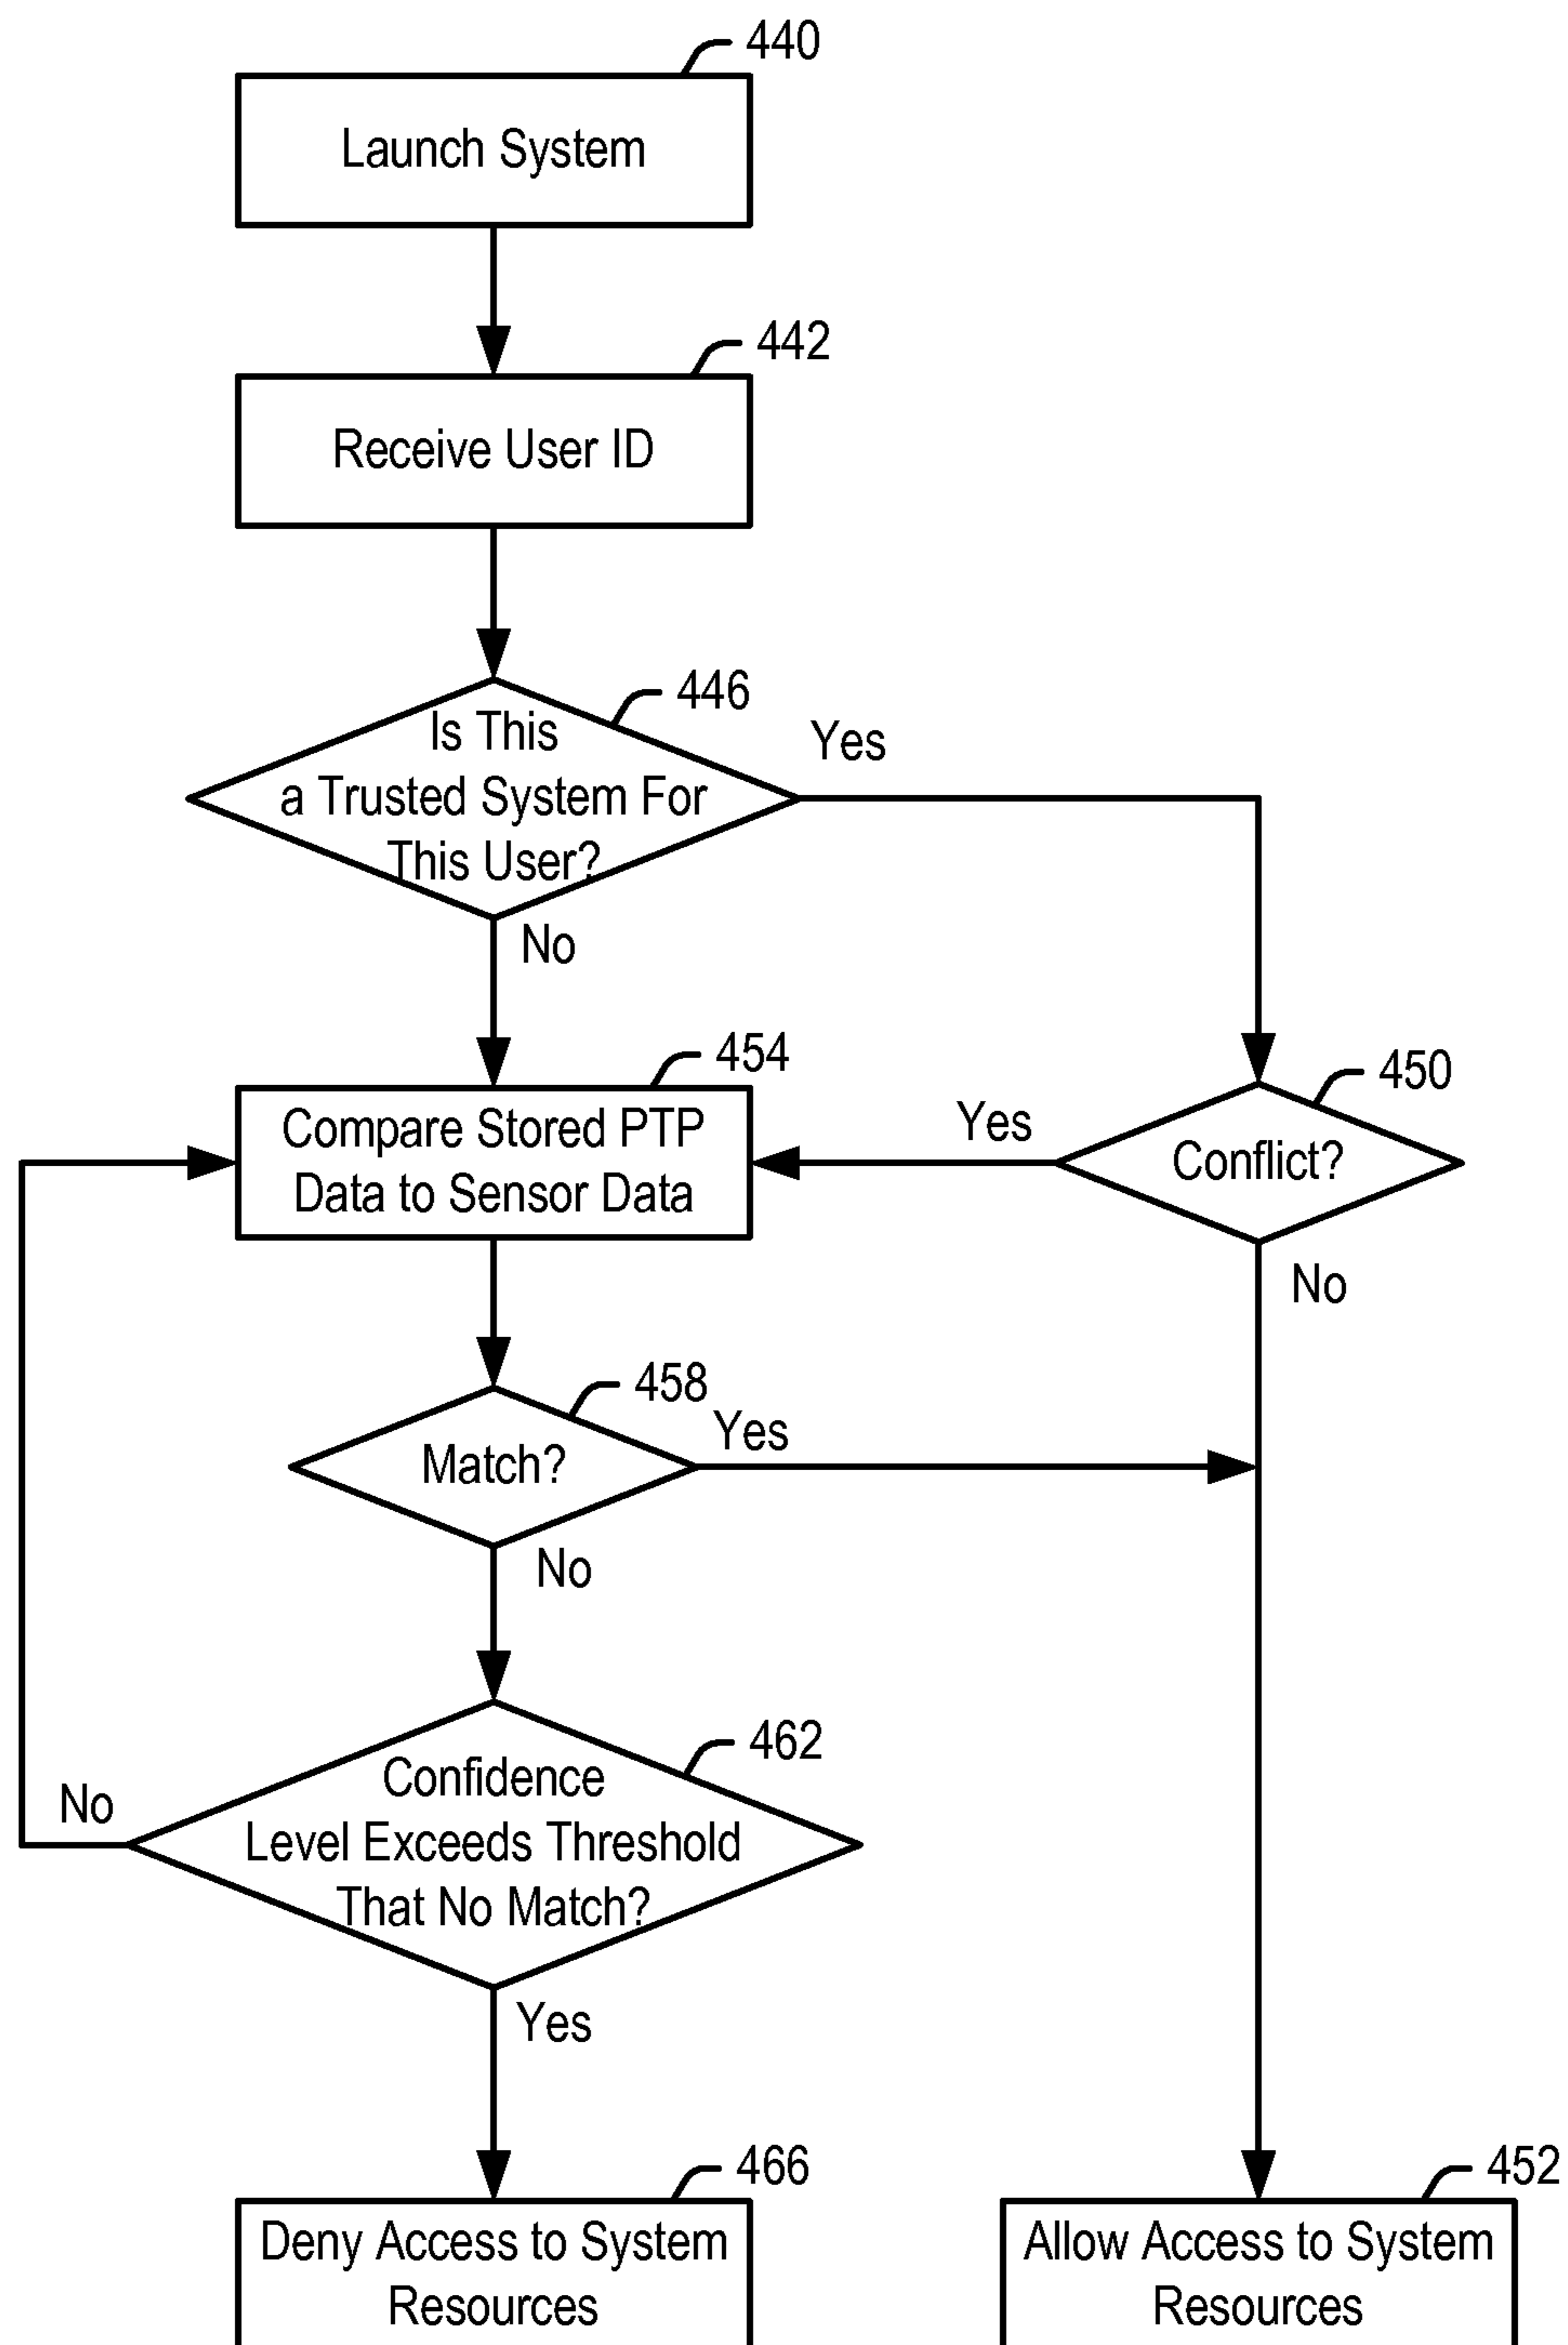 440
Launch System
442
Receive User ID
446
Is This
a Trusted System For
This User?
Yes
No
454
Compare Stored PTP
Data to Sensor Data
450
Conflict?
Yes
No
458
Match?
Yes
No
462
Confidence
Level Exceeds Threshold
That No Match?
No
Yes
466
Deny Access to System
Resources
452
Allow Access to System
Resources